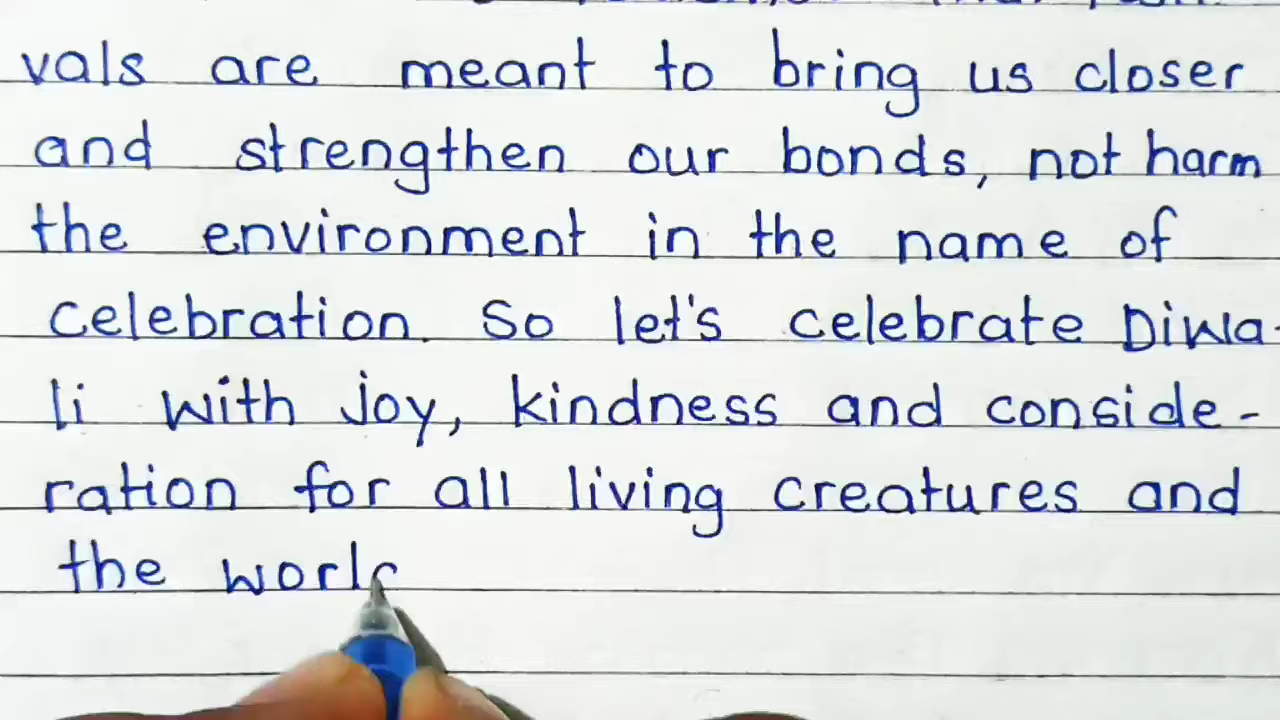 vals are meant to bring us closer
and strengthen our bonds, not harm
the environment in the name of
celebration. So let's celebrate Diwa-
li with joy, kindness and conside-
ration for all living creatures and
the